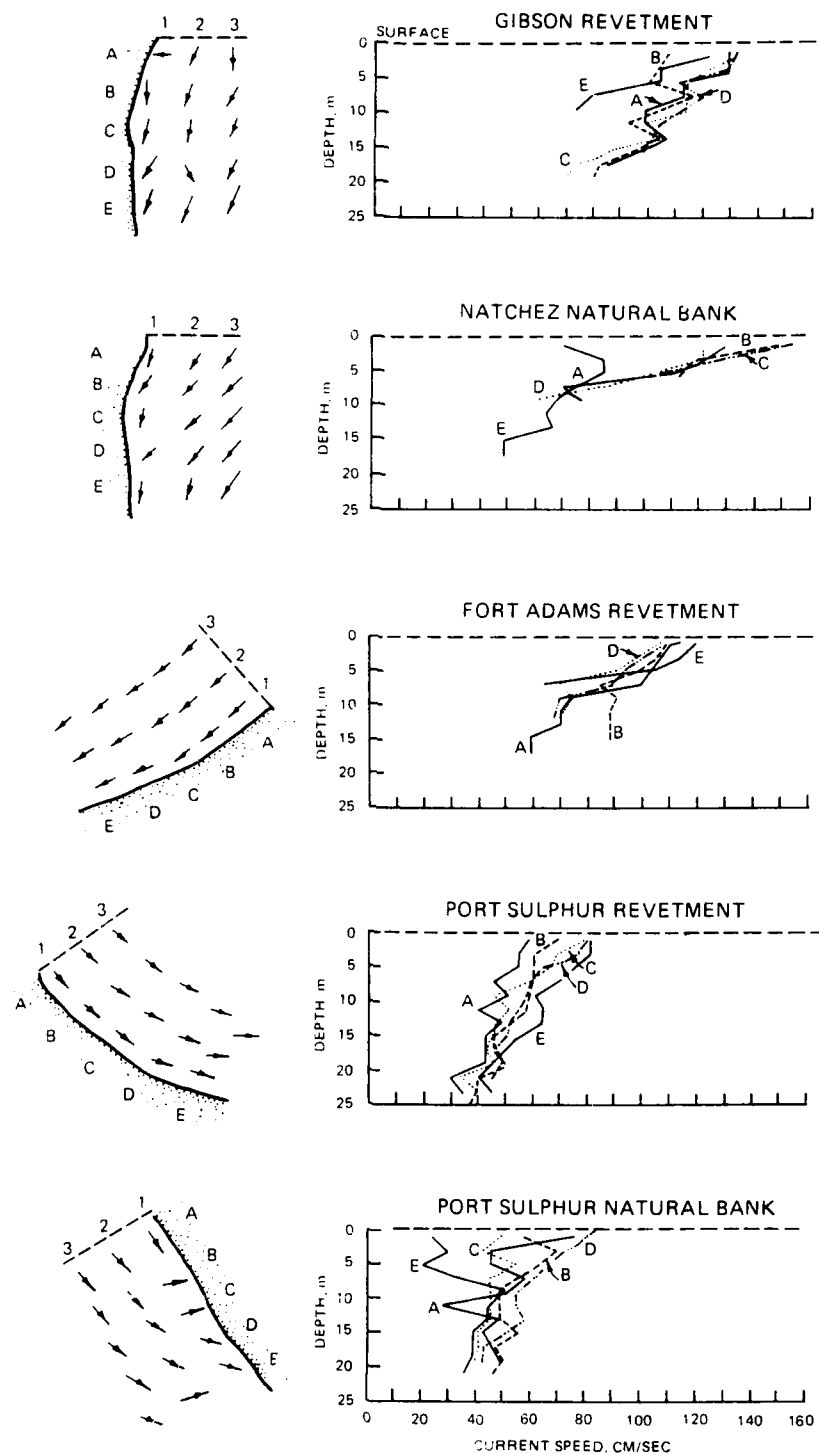 GIBSON REVETMENT
1 2 3
A
B
C
D
E
SURFACE
0
5
10
15
20
25
DEPTH, m
B
E
A
D
C
NATCHEZ NATURAL BANK
1 2 3
A
B
C
D
E
0
5
10
15
20
25
DEPTH, m
B
C
A
D
E
FORT ADAMS REVETMENT
3
2
1
A
B
C
D
E
0
5
10
15
20
25
DEPTH, m
D
E
B
A
PORT SULPHUR REVETMENT
3
2
1
A
B
C
D
E
0
5
10
15
20
25
DEPTH, m
B
C
D
A
E
PORT SULPHUR NATURAL BANK
1
2
3
A
B
C
D
E
0
5
10
15
20
25
DEPTH, m
C
D
E
B
A
0 20 40 60 80 100 120 140 160
CURRENT SPEED, CM/SEC